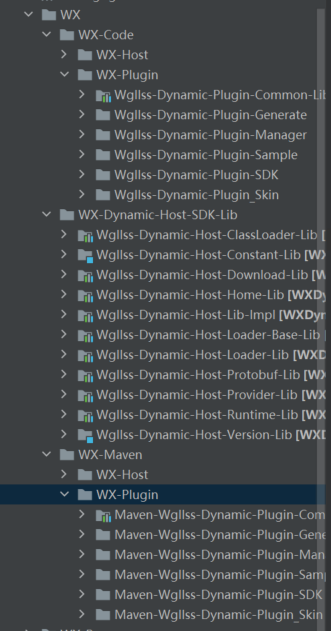 WX
WX-Code
WX-Host
WX-Plugin
Wgllss-Dynamic-Plugin-Common-Lib
Wgllss-Dynamic-Plugin-Generate
Wgllss-Dynamic-Plugin-Manager
Wgllss-Dynamic-Plugin-Sample
Wgllss-Dynamic-Plugin-SDK
Wgllss-Dynamic-Plugin_Skin
WX-Dynamic-Host-SDK-Lib
Wgllss-Dynamic-Host-ClassLoader-Lib [
Wgllss-Dynamic-Host-Constant-Lib [WX
Wgllss-Dynamic-Host-Download-Lib [W
Wgllss-Dynamic-Host-Home-Lib [WXDy
Wgllss-Dynamic-Host-Lib-Impl [WXDyn
Wgllss-Dynamic-Host-Loader-Base-Lib [
Wgllss-Dynamic-Host-Loader-Lib [WXD
Wgllss-Dynamic-Host-Protobuf-Lib [WX
Wgllss-Dynamic-Host-Provider-Lib [WX
Wgllss-Dynamic-Host-Runtime-Lib [WX
Wgllss-Dynamic-Host-Version-Lib [WXD
WX-Maven
WX-Host
WX-Plugin
Maven-Wgllss-Dynamic-Plugin-Com
Maven-Wgllss-Dynamic-Plugin-Gene
Maven-Wgllss-Dynamic-Plugin-Man
Maven-Wgllss-Dynamic-Plugin-Sam
Maven-Wgllss-Dynamic-Plugin-SDK
Maven-Wgllss-Dynamic-Plugin_Skin